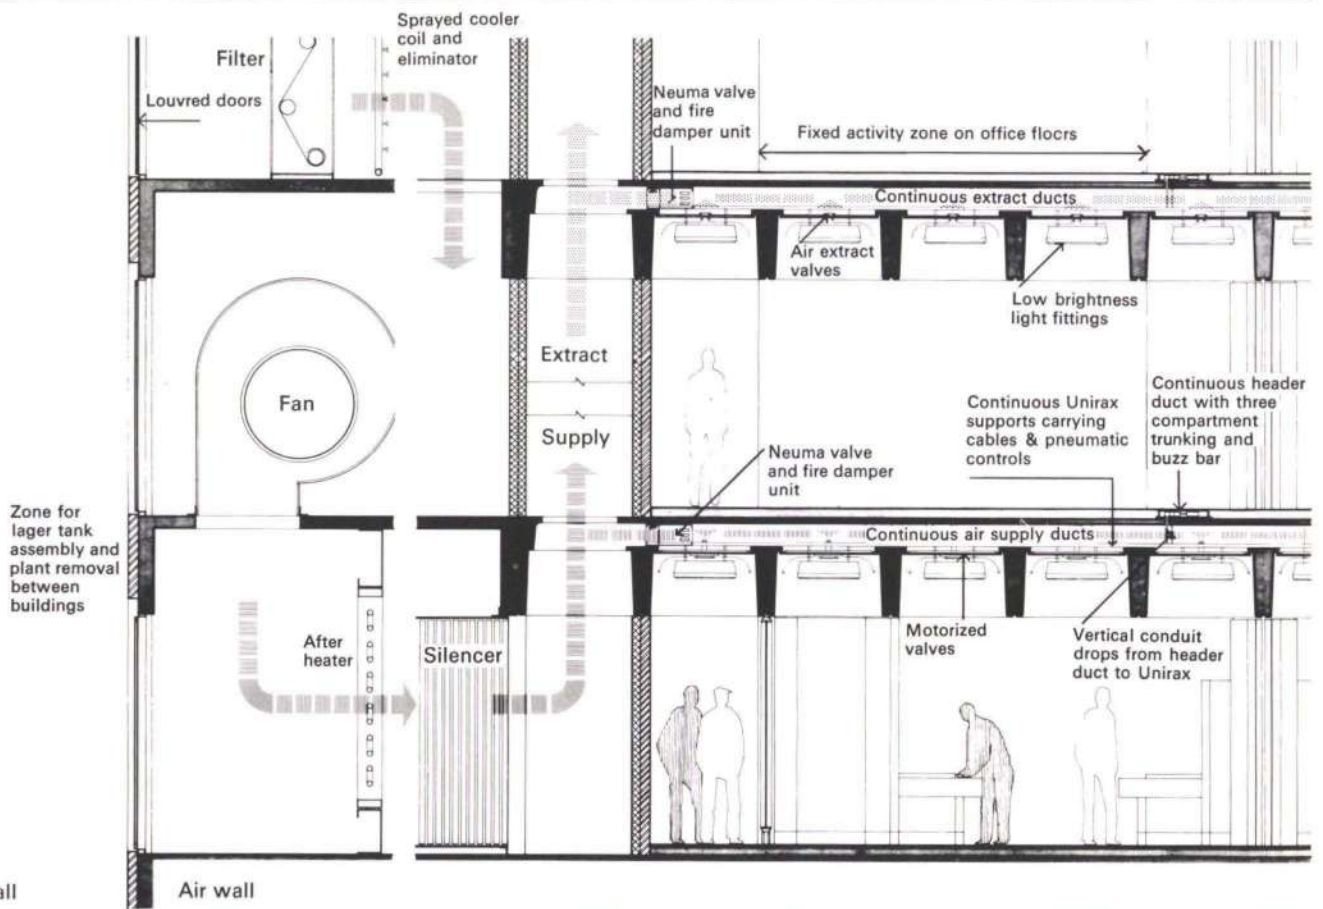 Sprayed cooler
coil and
eliminator
Filter
Louvred doors
Neuma valve
and fire
damper unit
Fixed activity zone on office floors
Continuous extract ducts
Air extract
valves
Low brightness
light fittings
Extract
Fan
Supply
Continuous Unirax
supports carrying
cables & pneumatic
controls
Continuous header
duct with three
compartment
trunking and
buzz bar
Neuma valve
and fire damper
unit
Zone for
lager tank
assembly and
plant removal
between
buildings
Continuous air supply ducts
After
heater
Silencer
Motorized
valves
Vertical conduit
drops from header
duct to Unirax
all
Air wall